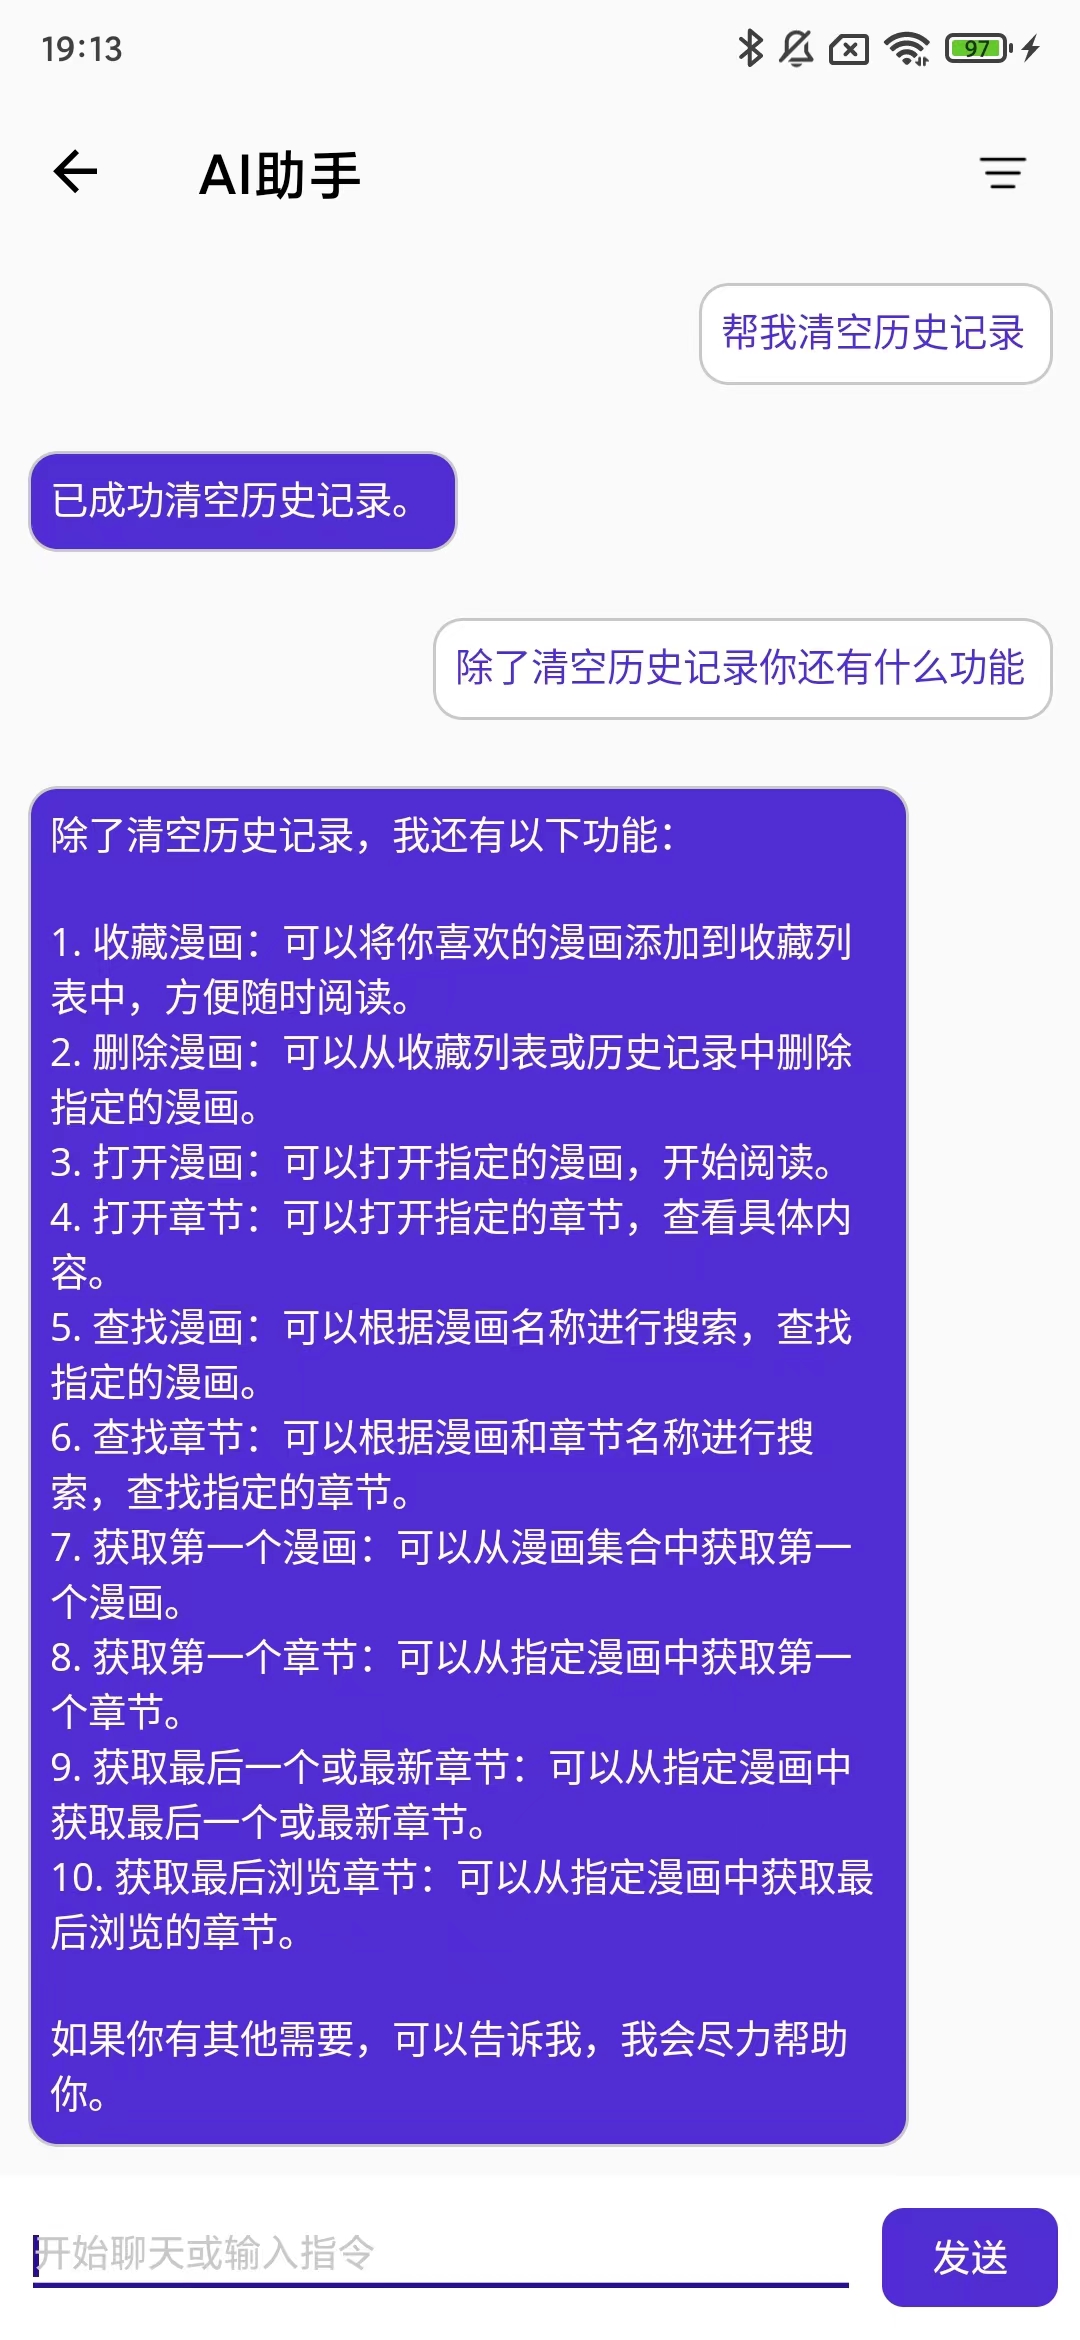 19:13
97
AI助手
帮我清空历史记录
已成功清空历史记录。
除了清空历史记录你还有什么功能
除了清空历史记录，我还有以下功能：
1. 收藏漫画：可以将你喜欢的漫画添加到收藏列
表中，方便随时阅读。
2. 删除漫画：可以从收藏列表或历史记录中删除
指定的漫画。
3. 打开漫画：可以打开指定的漫画，开始阅读。
4. 打开章节：可以打开指定的章节，查看具体内
容。
5. 查找漫画：可以根据漫画名称进行搜索，查找
指定的漫画。
6. 查找章节：可以根据漫画和章节名称进行搜
索，查找指定的章节。
7. 获取第一个漫画：可以从漫画集合中获取第一
个漫画。
8. 获取第一个章节：可以从指定漫画中获取第一
个章节。
9. 获取最后一个或最新章节：可以从指定漫画中
获取最后一个或最新章节。
10. 获取最后浏览章节：可以从指定漫画中获取最
后浏览的章节。
如果你有其他需要，可以告诉我，我会尽力帮助
你。
开始聊天或输入指令
发送